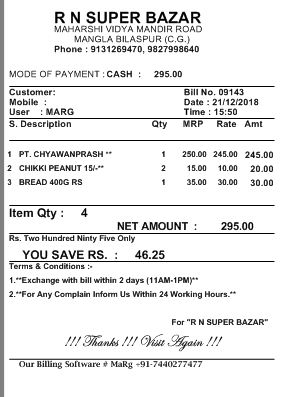 R N SUPER BAZAR
MAHARSHI VIDYA MANDIR ROAD
MANGLA BILASPUR (C.G.)
Phone : 9131269470, 9827998640
MODE OF PAYMENT : CASH : 295.00
Customer: Bill No. 09143
Mobile : Date : 21/12/2018
User : MARG Time : 15:50
S. Description Qty MRP Rate Amt
1 PT. CHYAWANPRASH ** 1 250.00 245.00 245.00
2 CHIKKI PEANUT 15/-** 2 15.00 10.00 20.00
3 BREAD 400G RS 1 35.00 30.00 30.00
Item Qty : 4
NET AMOUNT : 295.00
Rs. Two Hundred Ninty Five Only
YOU SAVE RS. : 46.25
Terms & Conditions :-
1.**Exchange with bill within 2 days (11AM-1PM)**
2.**For Any Complain Inform Us Within 24 Working Hours.**
For "R N SUPER BAZAR"
!!! Thanks !!! Visit Again !!!
Our Billing Software # MaRg +91-7440277477